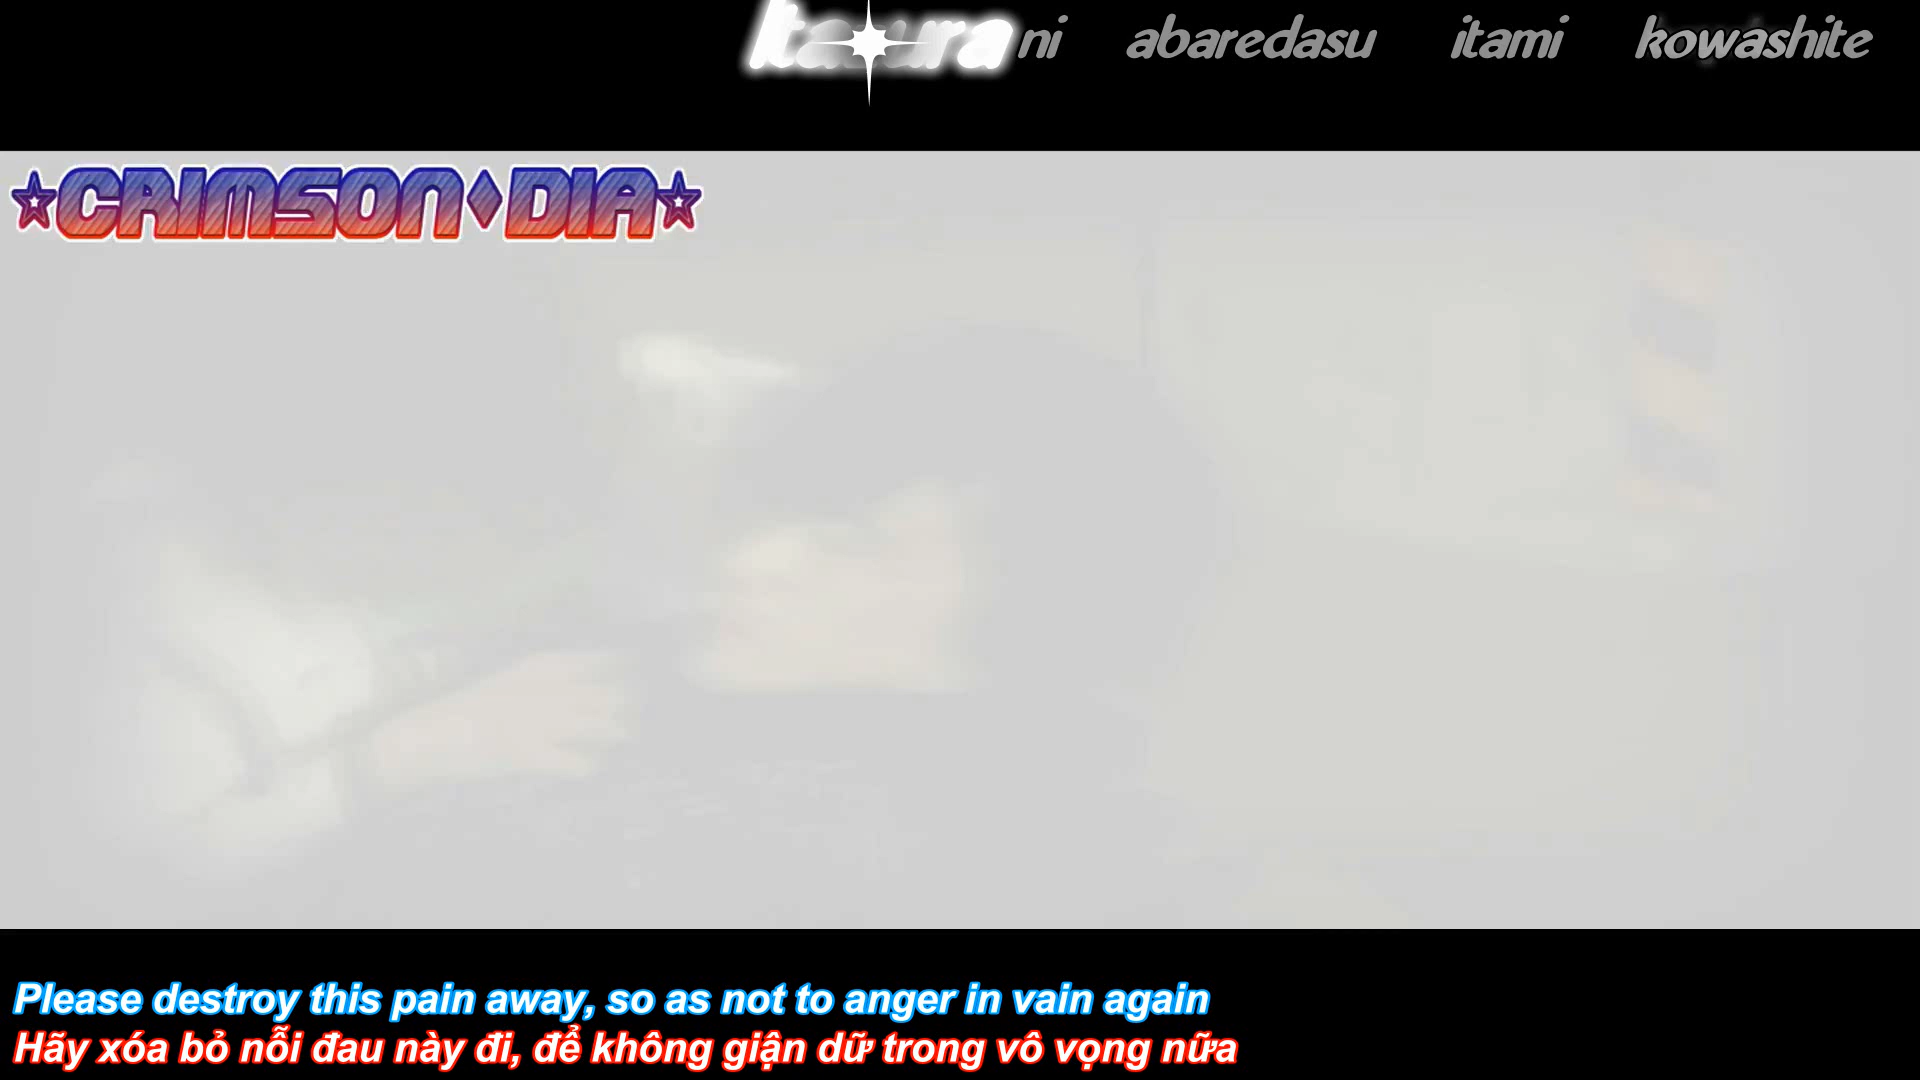 Itazura ni abaredasu itami kowashite
☆CRIMSON♦DIA☆
Please destroy this pain away, so as not to anger in vain again
Hãy xóa bỏ nỗi đau này đi, để không giận dữ trong vô vọng nữa